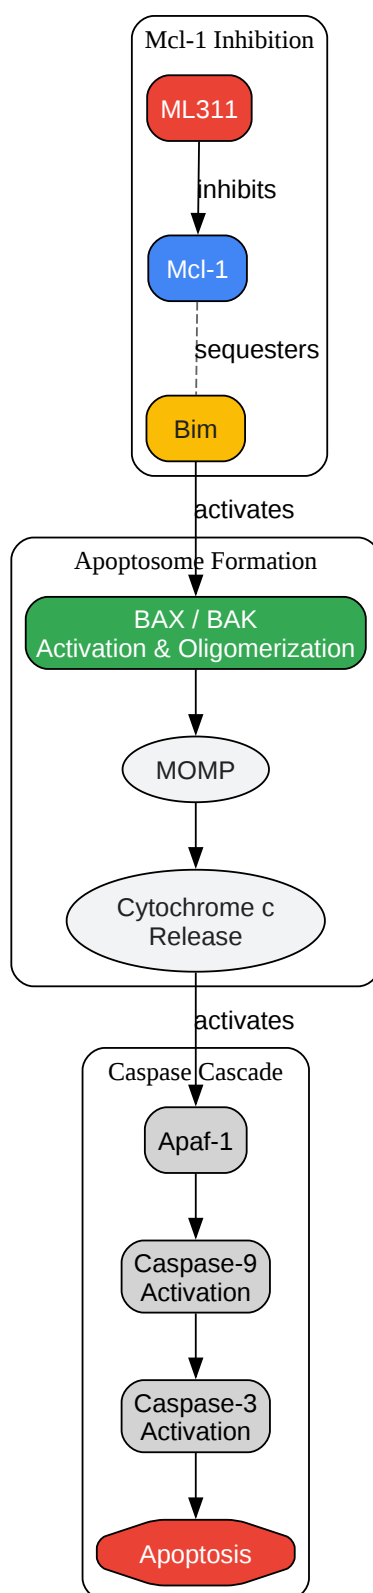 Mcl-1 Inhibition
ML311
inhibits
Mcl-1
sequesters
Bim
activates
Apoptosome Formation
BAX / BAK
Activation & Oligomerization
MOMP
Cytochrome c
Release
activates
Caspase Cascade
Apaf-1
Caspase-9
Activation
Caspase-3
Activation
Apoptosis